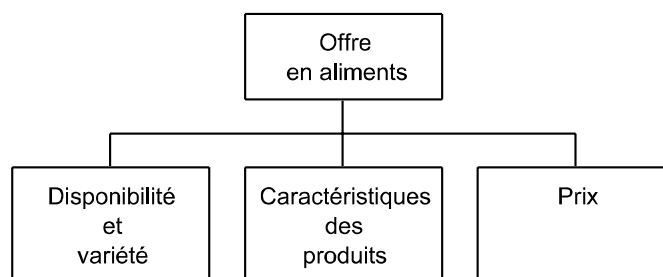 Offre
en aliments
Disponibilité
et
variété
Caractéristiques
des
produits
Prix